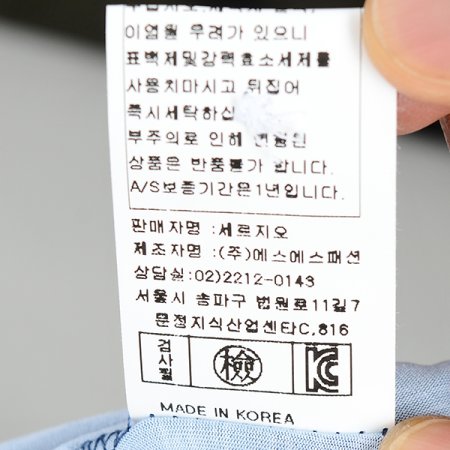 이염될 우려가 있으니
표백제및강력효소세제를
사용치마시고 뒤집어
즉시세탁하십
부주의로 인해 변형된
상품은 반품불가 합니다.
A/S보증기간은1년입니다.
판매자명 :세르지오
제조자명 :(주)에스에스패션
상담실:02)2212-0143
서울시 송파구 법원로11길7
문정지식산업센타C,816
검사필
檢
KC
MADE IN KOREA